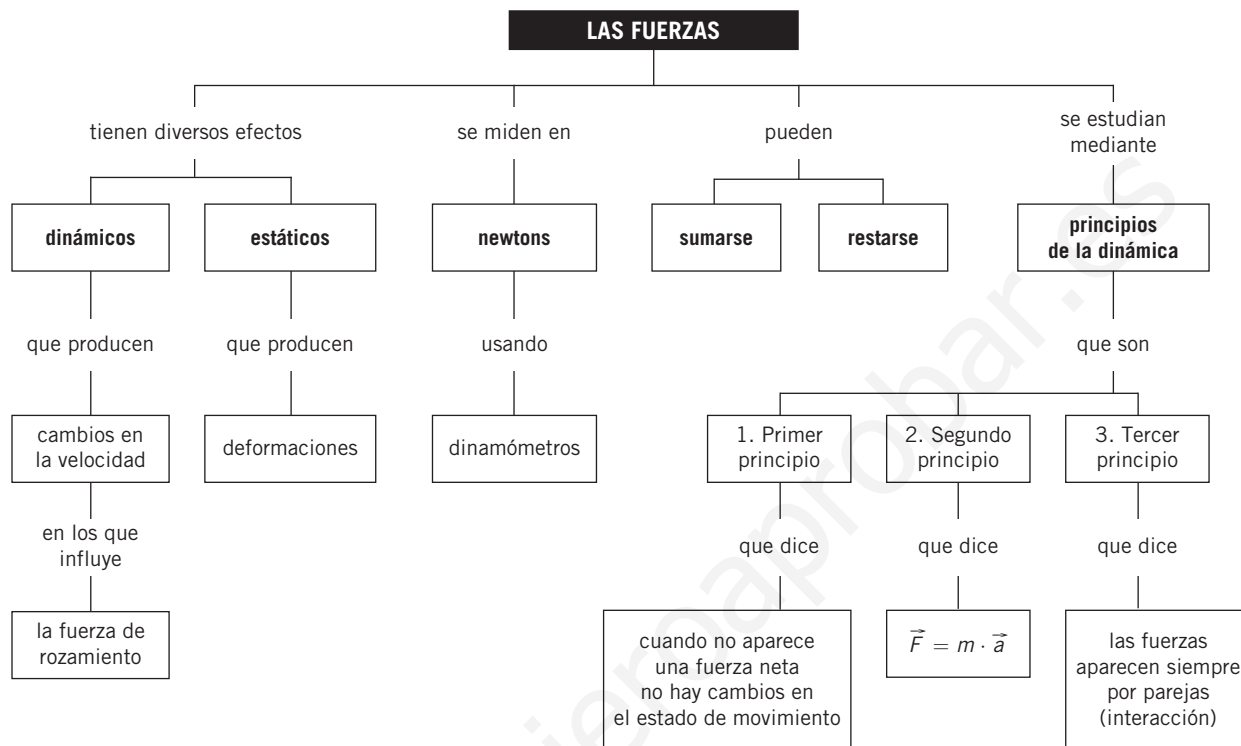 LAS FUERZAS
tienen diversos efectos
se miden en
pueden
se estudian
mediante
dinámicos
estáticos
newtons
sumarse
restarse
principios
de la dinámica
que producen
que producen
usando
que son
cambios en
la velocidad
deformaciones
dinamómetros
1. Primer
principio
2. Segundo
principio
3. Tercer
principio
en los que
influye
que dice
que dice
que dice
la fuerza de
rozamiento
cuando no aparece
una fuerza neta
no hay cambios en
el estado de movimiento
F⃗ = m · a⃗
las fuerzas
aparecen siempre
por parejas
(interacción)
ieroaprobar.es